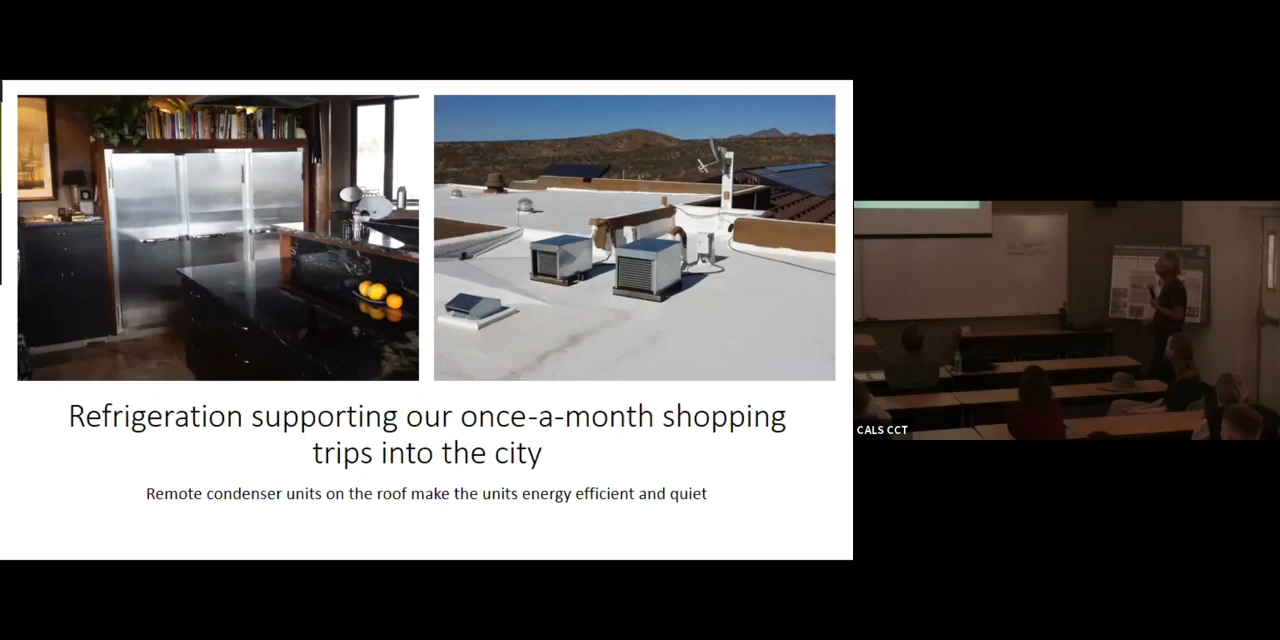 Refrigeration supporting our once-a-month shopping
trips into the city
Remote condenser units on the roof make the units energy efficient and quiet
CALS CCT